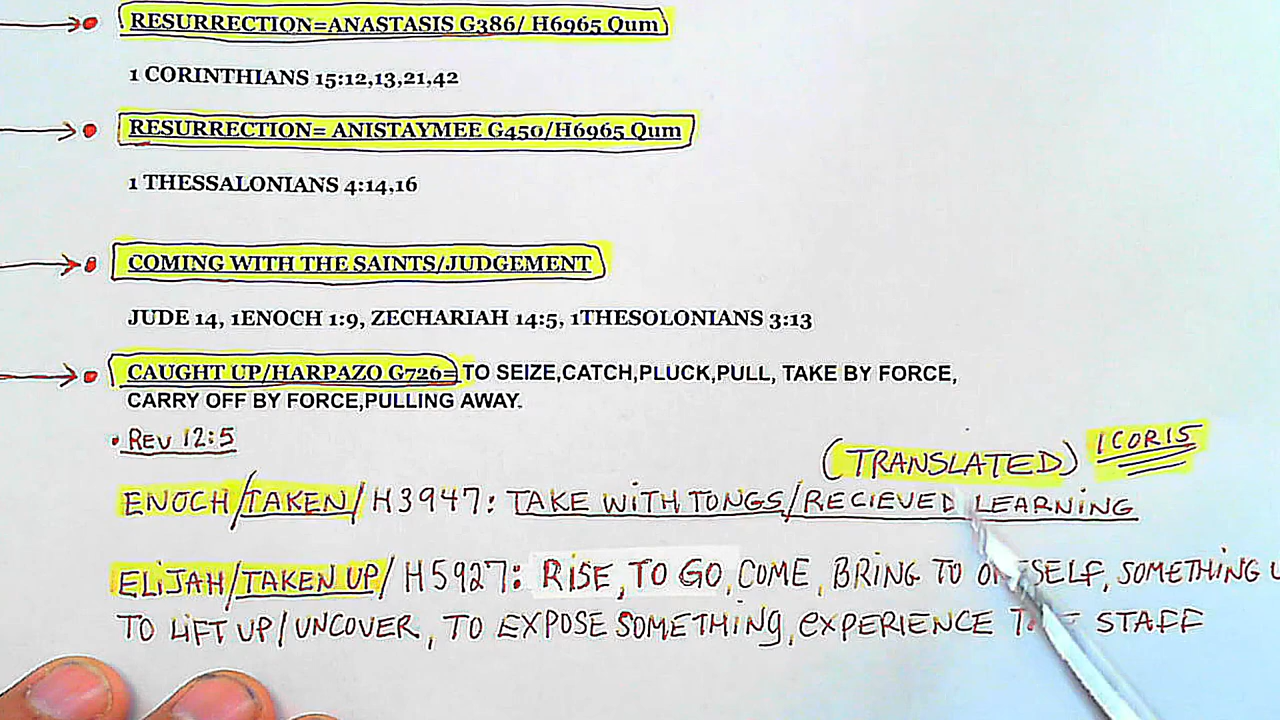 RESURRECTION=ANASTASIS G386/ H6965 Qum
1 CORINTHIANS 15:12,13,21,42
RESURRECTION= ANISTAYMEE G450/H6965 Qum
1 THESSALONIANS 4:14,16
COMING WITH THE SAINTS/JUDGEMENT
JUDE 14, 1ENOCH 1:9, ZECHARIAH 14:5, 1THESOLONIANS 3:13
CAUGHT UP/HARPAZO G726= TO SEIZE,CATCH,PLUCK,PULL, TAKE BY FORCE,
CARRY OFF BY FORCE,PULLING AWAY.
• REV 12:5
(TRANSLATED) 1COR15
ENOCH/TAKEN/H3947: TAKE WITH TONGS/RECIEVED LEARNING
ELIJAH/TAKEN UP/ H5927: RISE, TO GO, COME, BRING TO SOMETHING
TO LIFT UP/UNCOVER, TO EXPOSE SOMETHING, EXPERIENCE STAFF